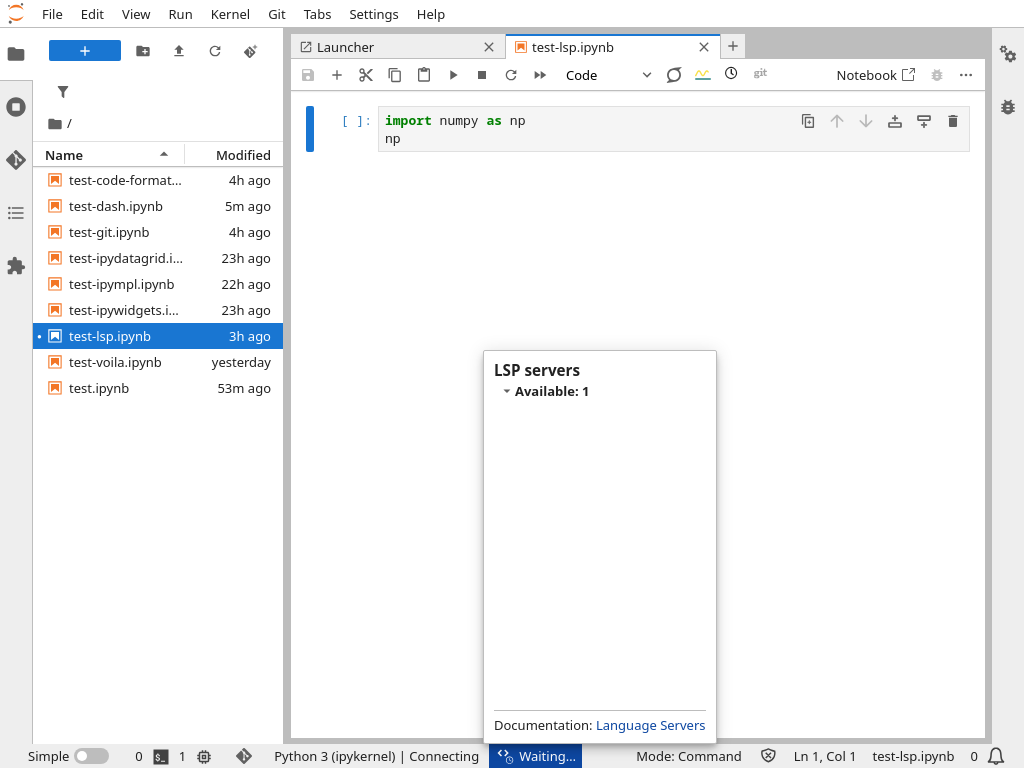 File Edit View Run Kernel Git Tabs Settings Help
Launcher
test-lsp.ipynb
Code
git
Notebook
/
Name Modified
test-code-format... 4h ago
test-dash.ipynb 5m ago
test-git.ipynb 4h ago
test-ipydatagrid.i... 23h ago
test-ipympl.ipynb 22h ago
test-ipywidgets.i... 23h ago
test-lsp.ipynb 3h ago
test-voila.ipynb yesterday
test.ipynb 53m ago
[ ]: import numpy as np
np
LSP servers
Available: 1
Documentation: Language Servers
Simple 0 1 Python 3 (ipykernel) | Connecting Waiting... Mode: Command Ln 1, Col 1 test-lsp.ipynb 0